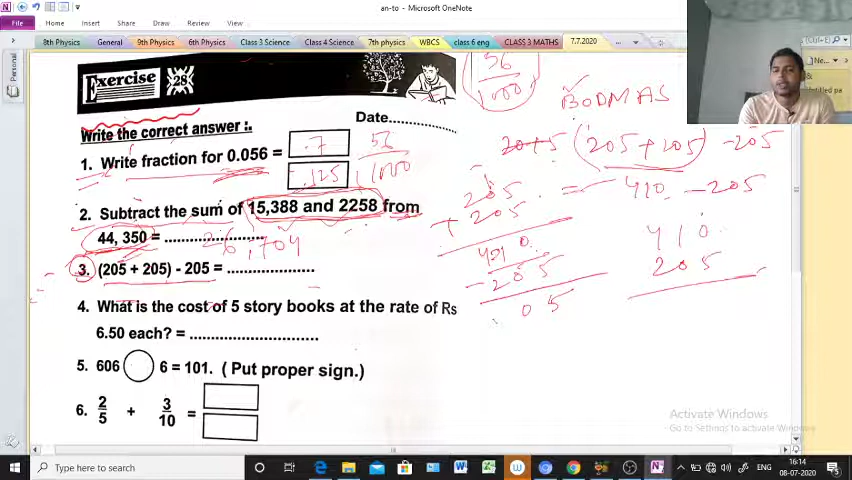 an-to - Microsoft OneNote
File Home Insert Draw History Review View
8th Physics General 9th Physics 6th Physics Class 3 Science Class 4 Science 7th physics WBCS class 6 eng CLASS 3 MATHS 7.7.2020
Personal
Exercise 28
Date
Write the correct answer :.
1. Write fraction for 0.056 =
56
1000
2. Subtract the sum of 15,388 and 2258 from
44, 350 = 26,704
3. (205 + 205) - 205 =
4. What is the cost of 5 story books at the rate of Rs
6.50 each? =
5. 606 6 = 101. ( Put proper sign.)
6. 2/5 + 3/10 =
56
1000
BODMAS
(205 + 205) - 205
= 410 - 205
205
+ 205
410
- 205
05
410
205
Activate Windows
Go to Settings to activate Windows.
Type here to search
ENG
16:14
08-07-2020